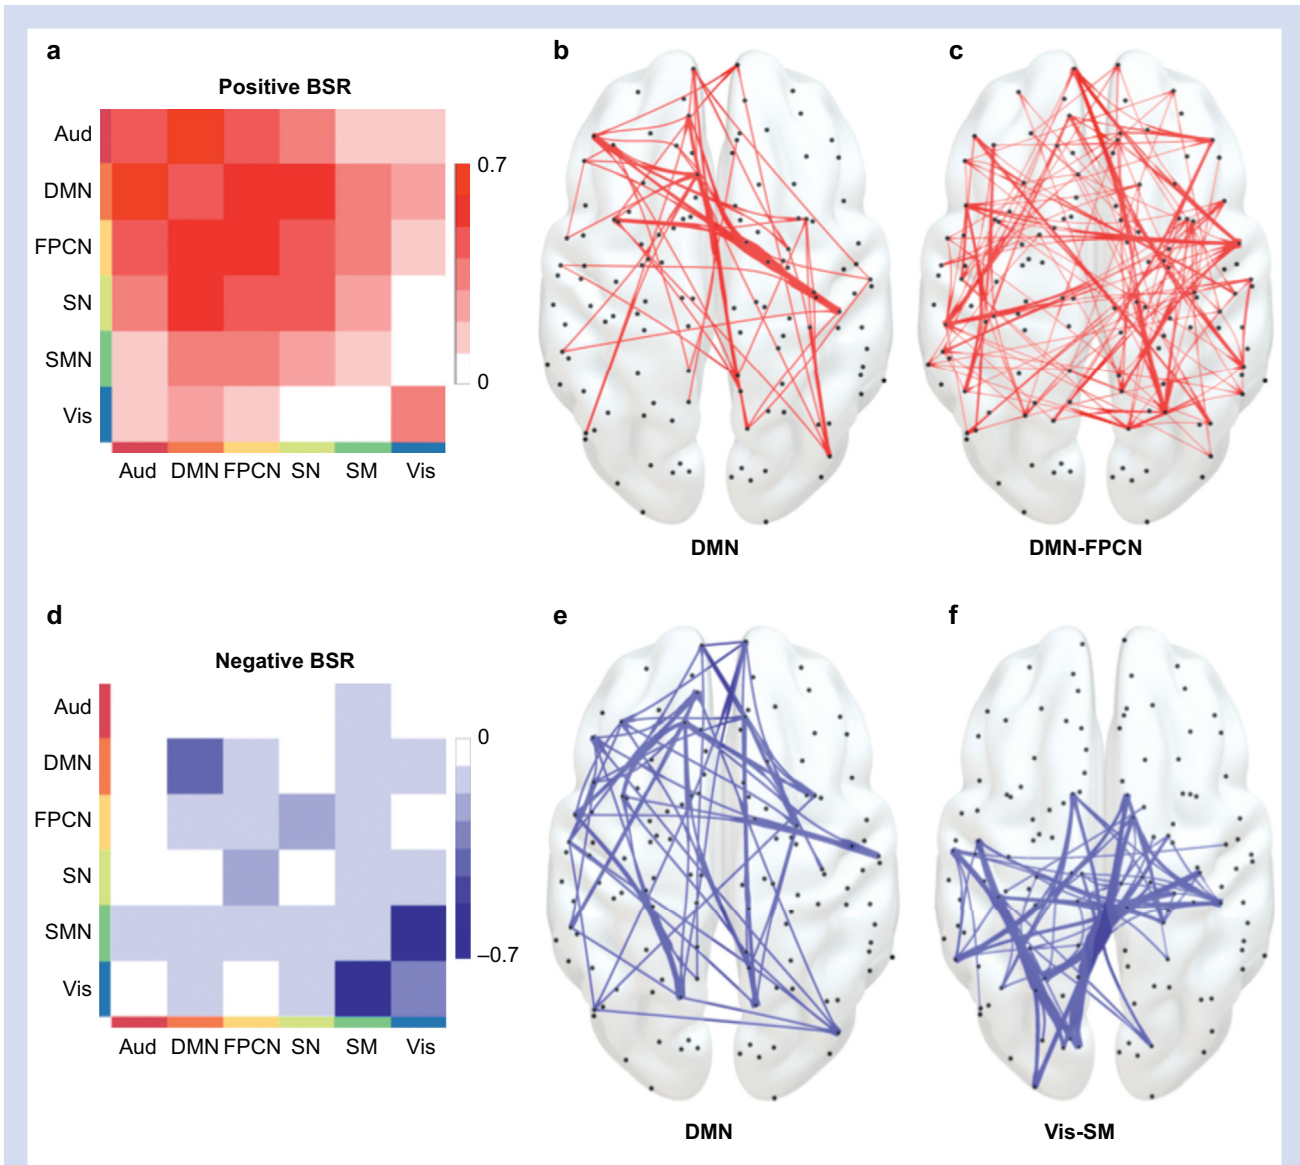 a
Positive BSR
Aud
DMN
FPCN
SN
SMN
Vis
Aud DMN FPCN SN SM Vis
0.7
0
b
DMN
c
DMN-FPCN
d
Negative BSR
Aud
DMN
FPCN
SN
SMN
Vis
Aud DMN FPCN SN SM Vis
0
–0.7
e
DMN
f
Vis-SM